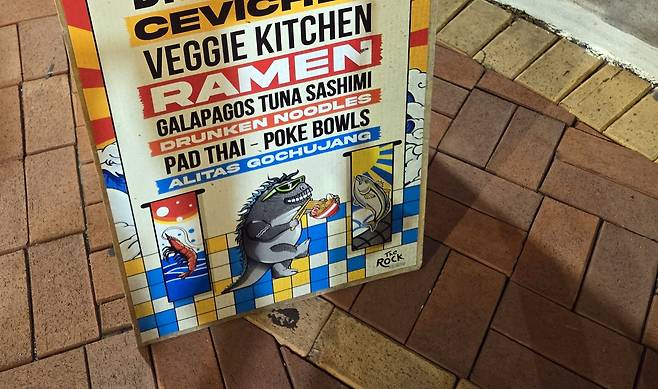 CEVICHE
VEGGIE KITCHEN
RAMEN
GALAPAGOS TUNA SASHIMI
DRUNKEN NOODLES
PAD THAI - POKE BOWLS
ALITAS GOCHUJANG
THE
ROCK